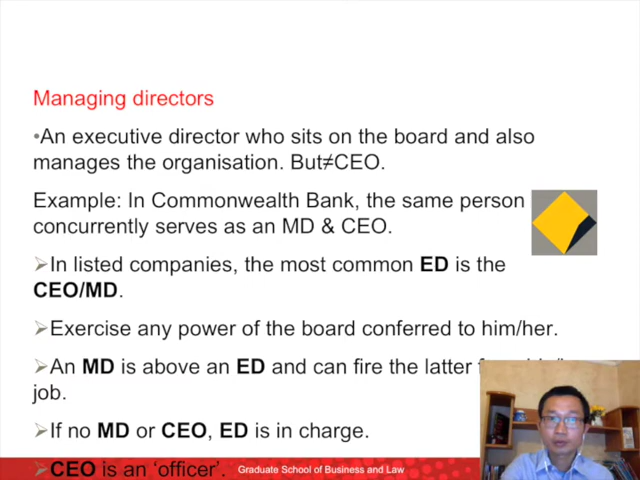 Managing directors
•An executive director who sits on the board and also
manages the organisation. But≠CEO.
Example: In Commonwealth Bank, the same person
concurrently serves as an MD & CEO.
➢In listed companies, the most common ED is the
CEO/MD.
➢Exercise any power of the board conferred to him/her.
➢An MD is above an ED and can fire the latter
job.
➢If no MD or CEO, ED is in charge.
➢CEO is an ‘officer’.
Graduate School of Business and Law